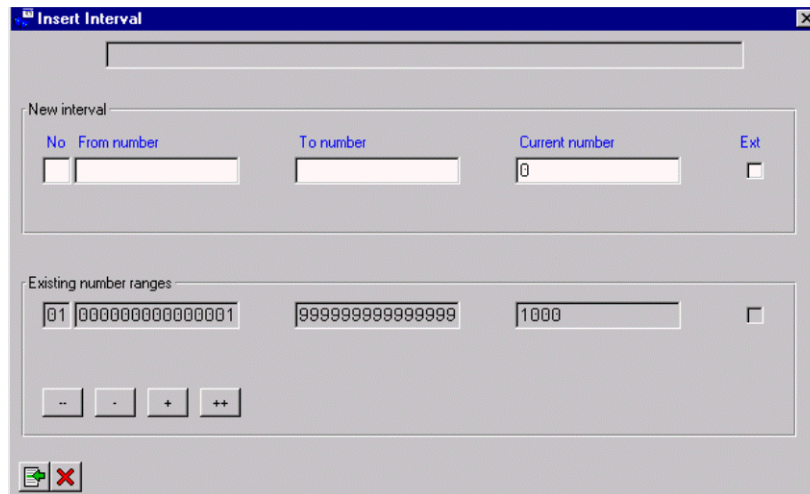 Insert Interval
New interval
No From number To number Current number Ext
0
Existing number ranges
01 000000000000001 999999999999999 1000
-- - + ++